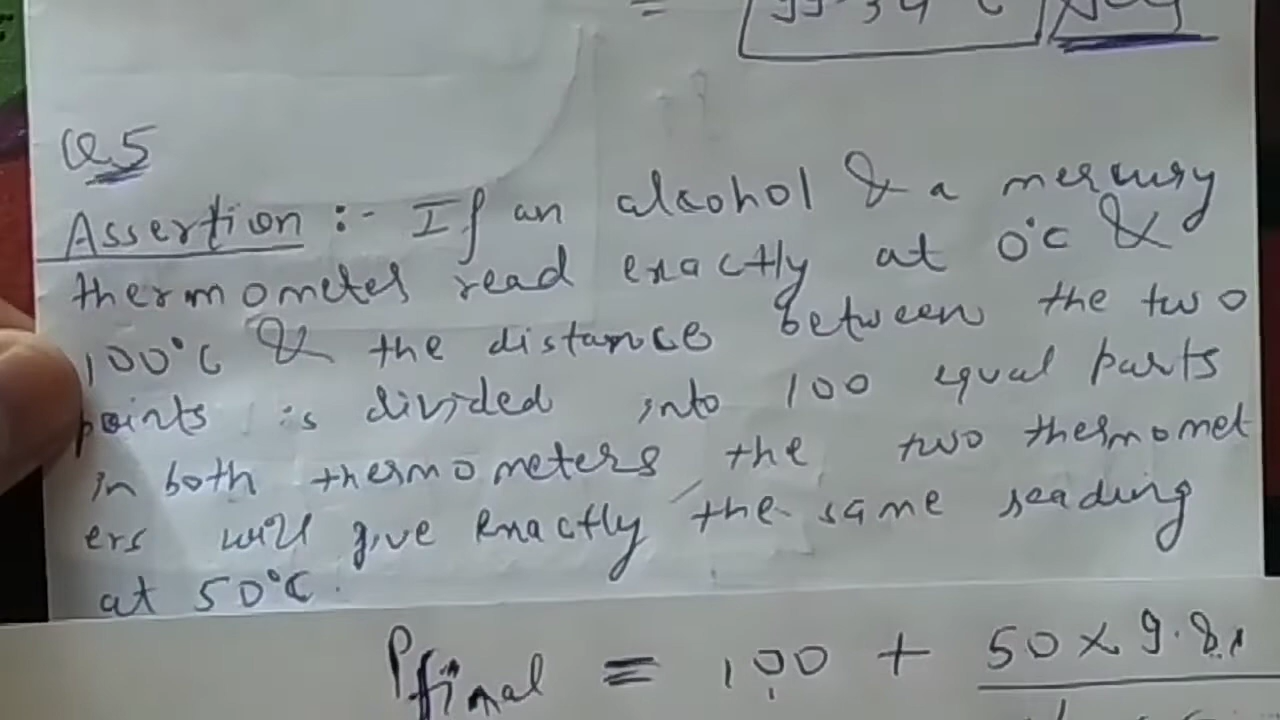 Q5
Assertion :- If an alcohol & a mercury
thermometer read exactly at 0°C &
100°C & the distance between the two
points is divided into 100 equal parts
in both thermometers the two thermomet
ers will give exactly the same reading
at 50°C.
Pfinal = 100 + 50 × 9.81